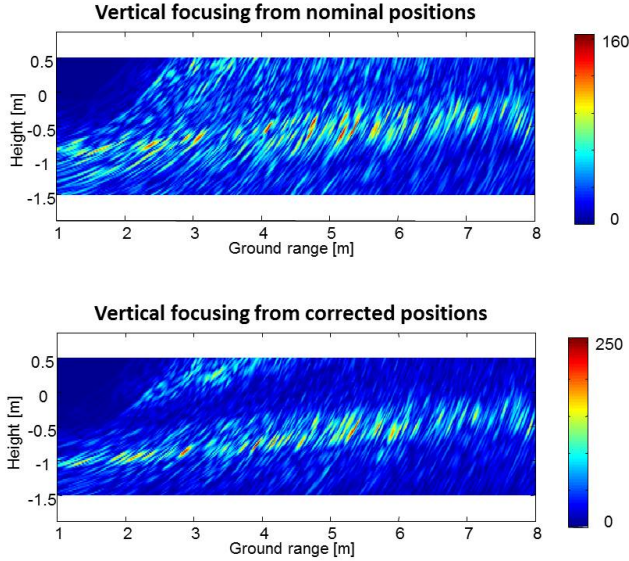 Vertical focusing from nominal positions
160
0
0.5
0
-0.5
-1
-1.5
Height [m]
1 2 3 4 5 6 7 8
Ground range [m]
Vertical focusing from corrected positions
250
0
0.5
0
-0.5
-1
-1.5
Height [m]
1 2 3 4 5 6 7 8
Ground range [m]